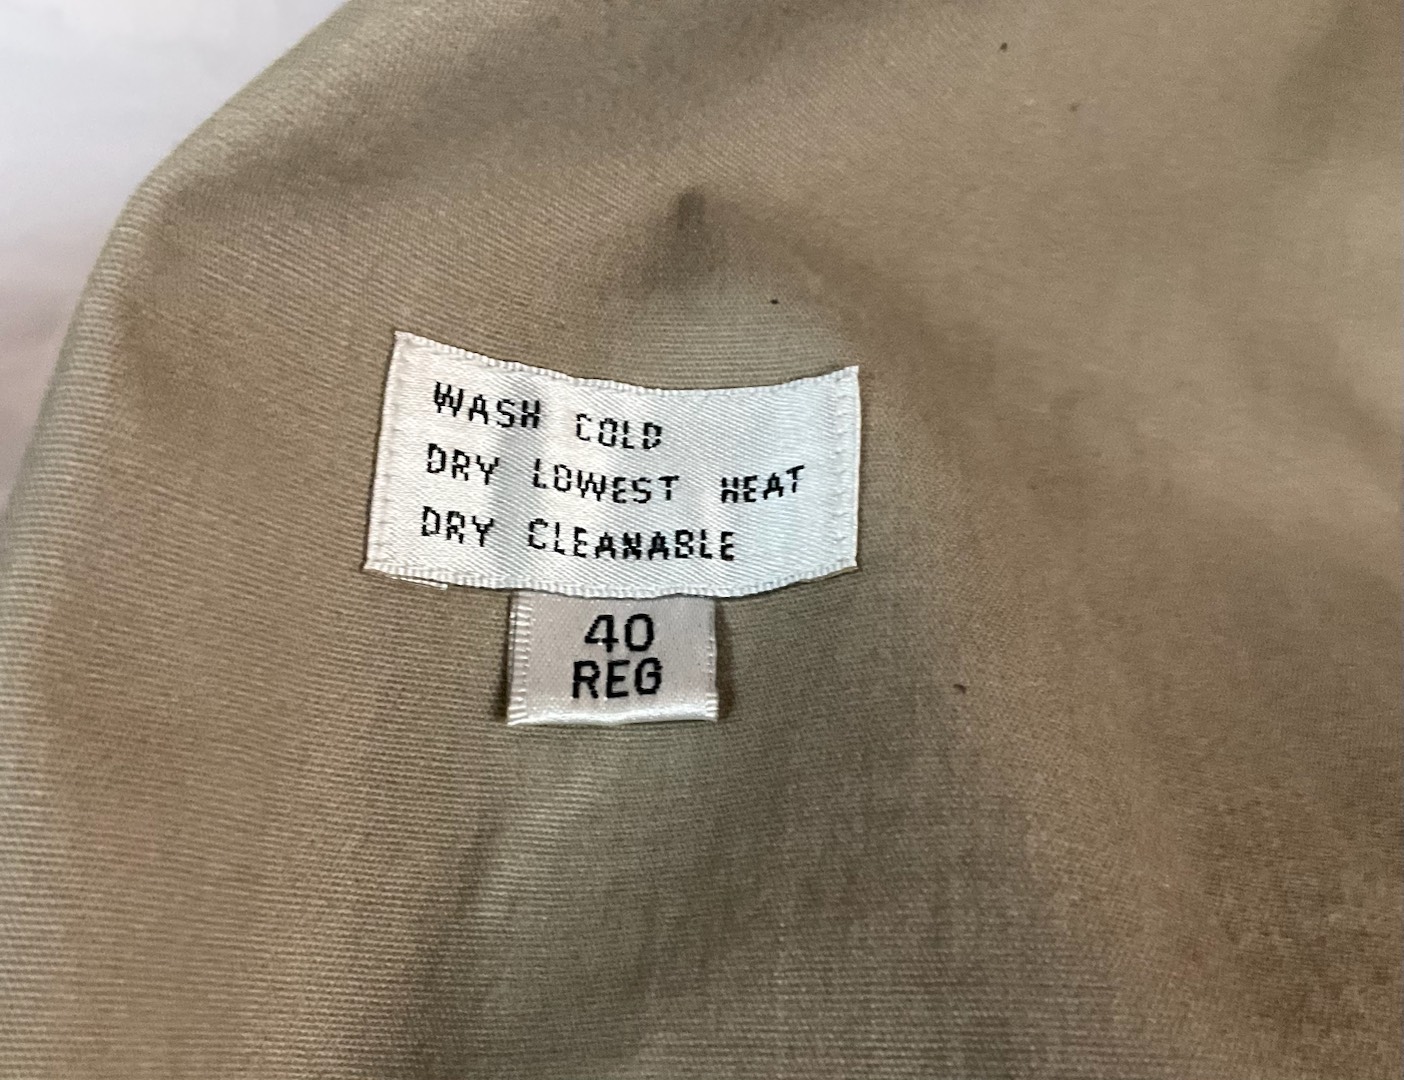 WASH COLD
DRY LOWEST HEAT
DRY CLEANABLE
40
REG